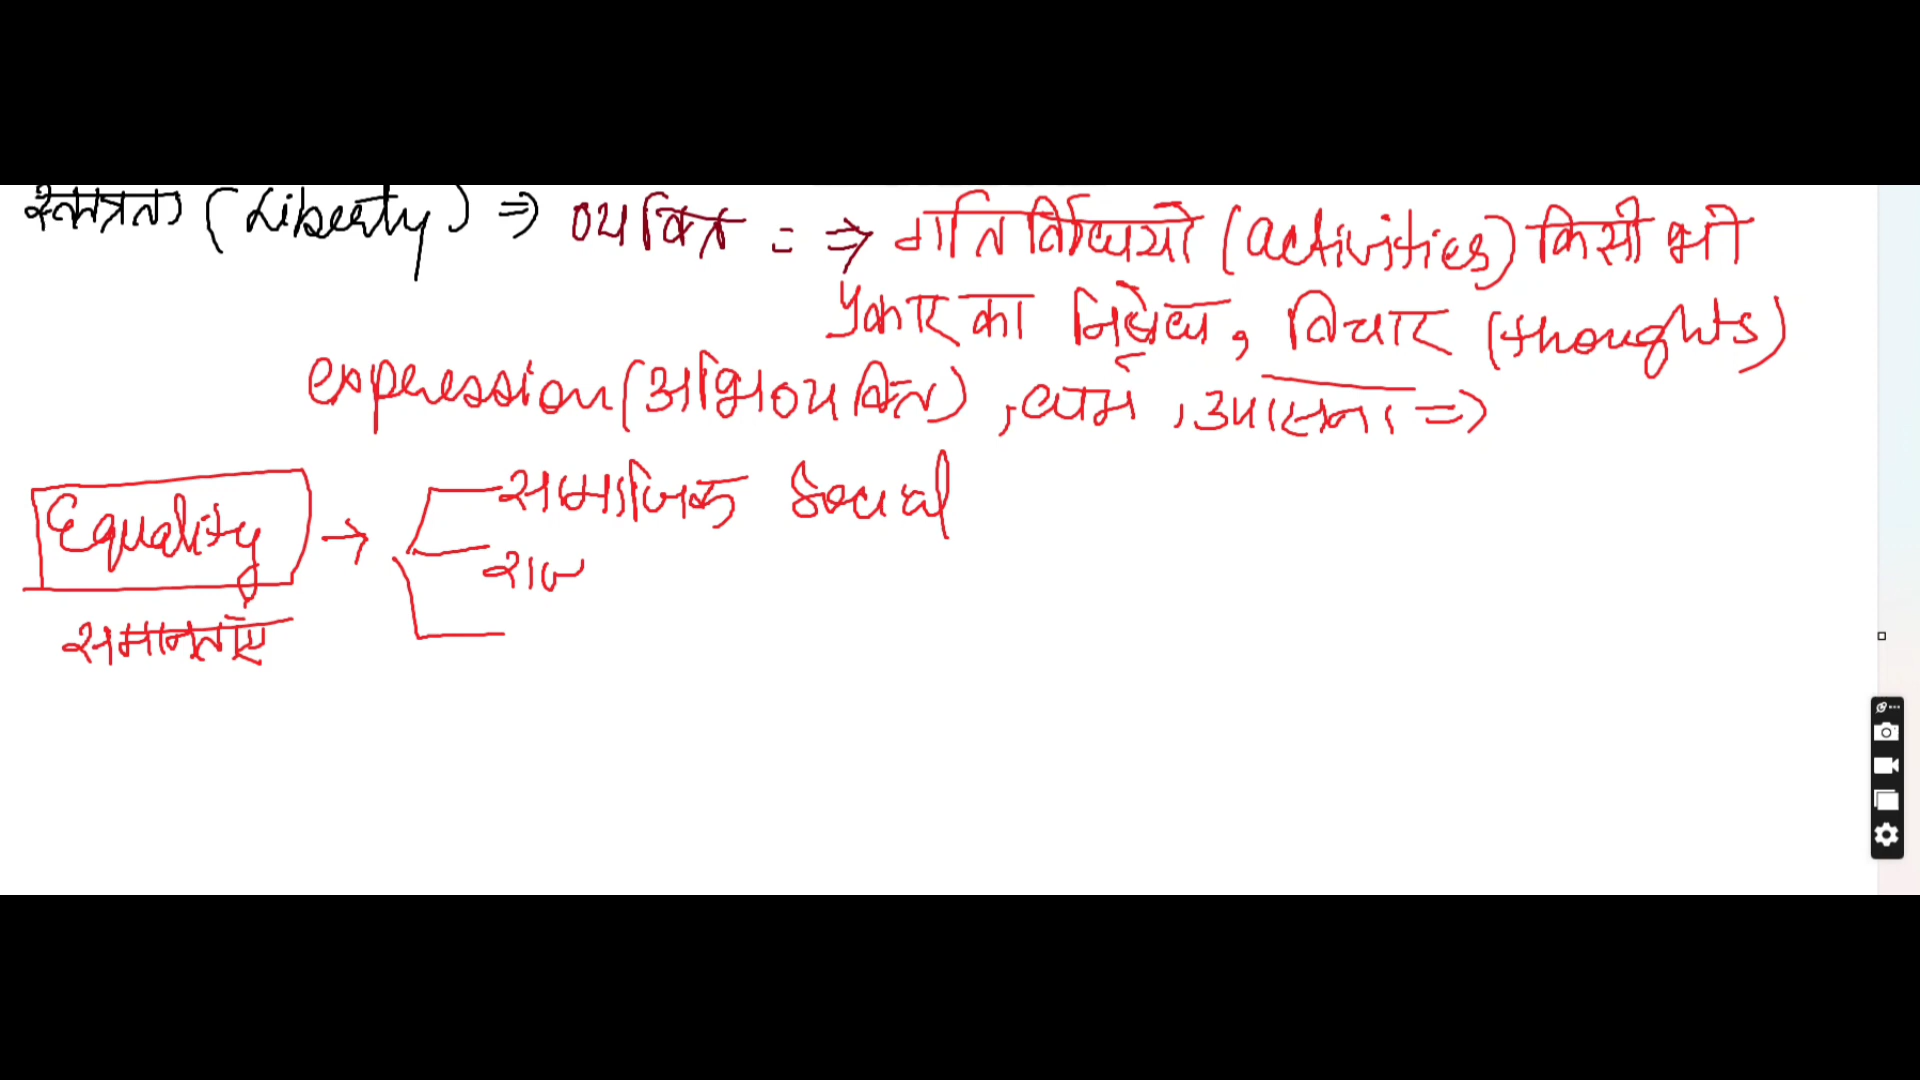 स्वतंत्रता (Liberty) ⇒ व्यक्ति = ⇒ गतिविधियो (activities) किसी भी
प्रकार का निषेध, विचार (thoughts)
expression (अभिव्यक्ति), धर्म, उपासना ⇒
Equality → सामाजिक Social
राज
समानताएँ